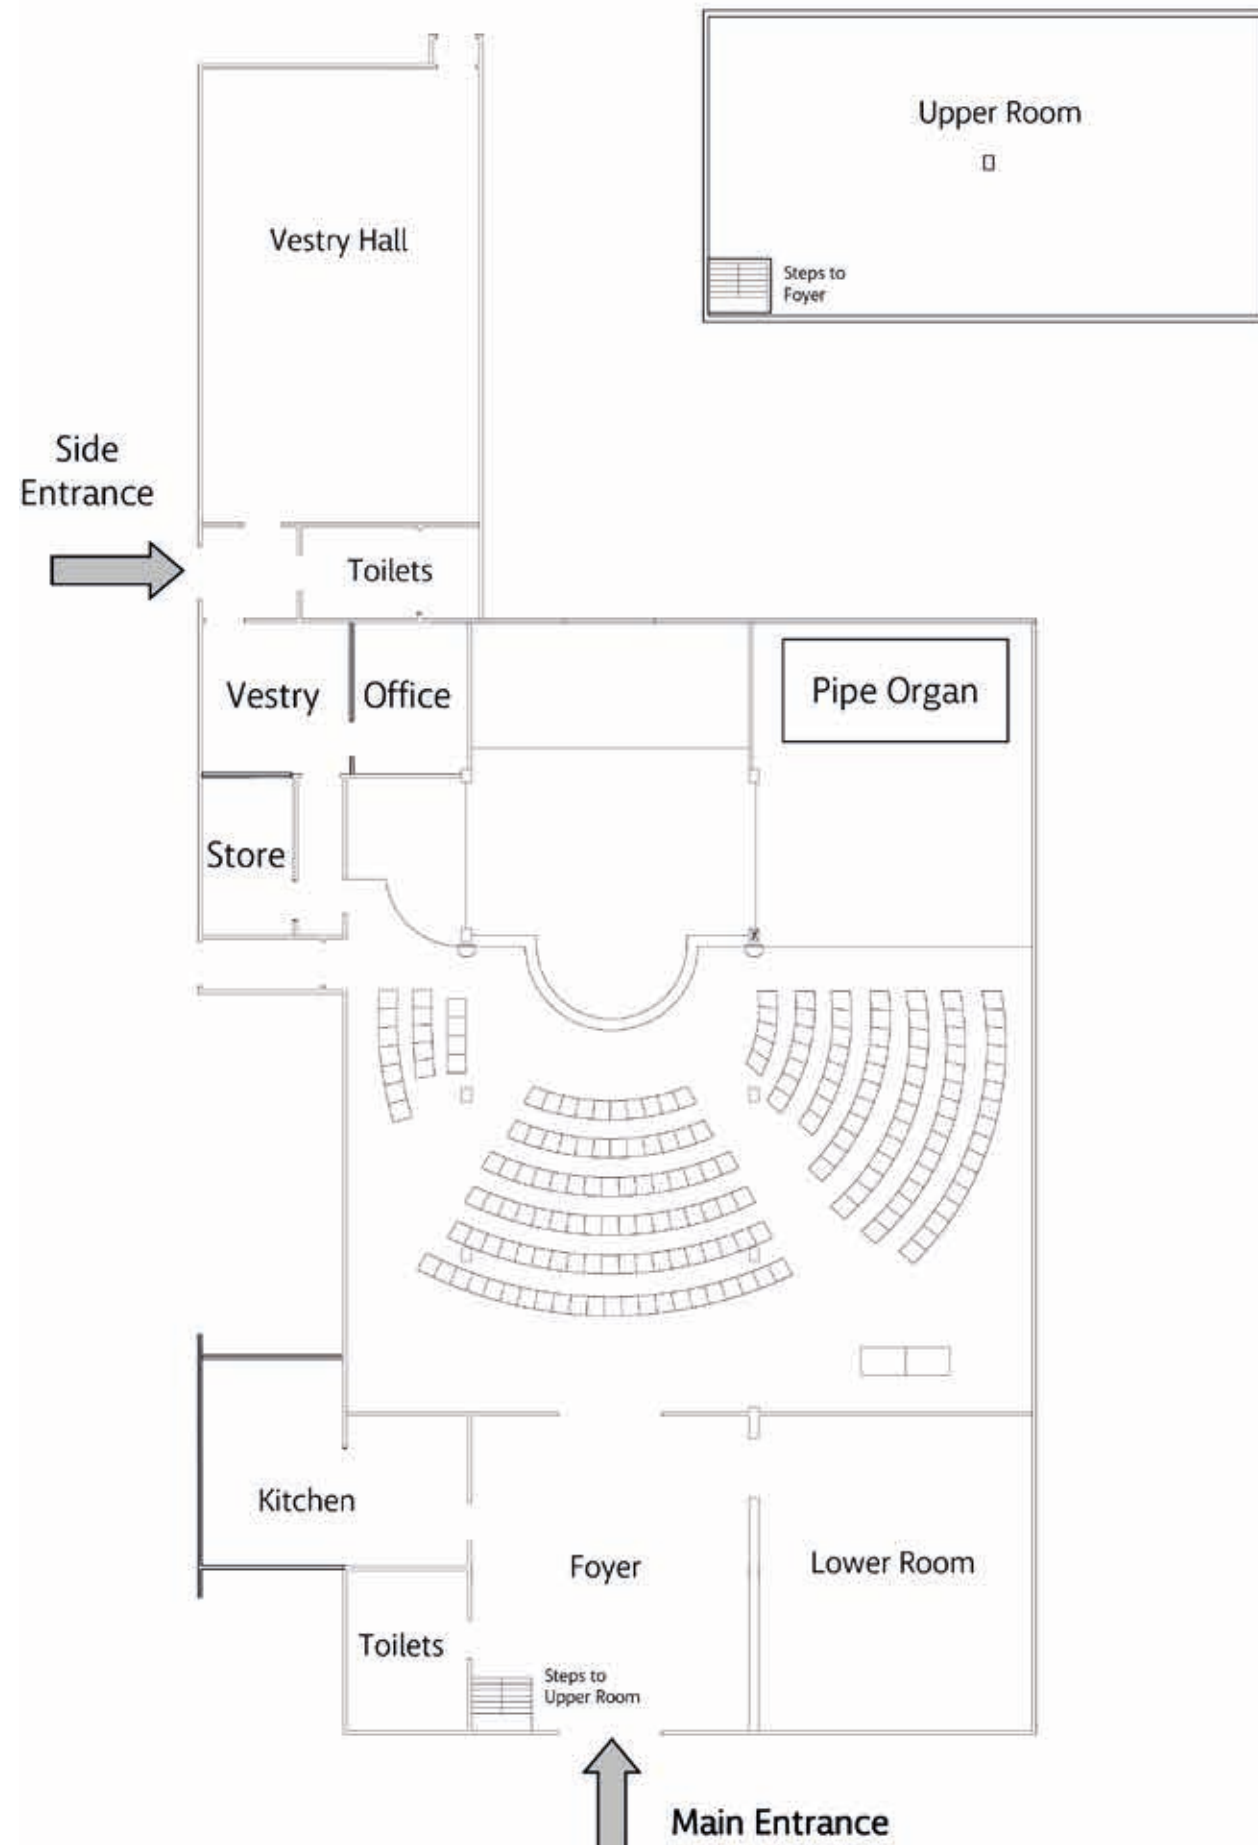 Upper Room
Steps to
Foyer
Vestry Hall
Side
Entrance
Toilets
Vestry
Office
Pipe Organ
Store
Kitchen
Foyer
Lower Room
Toilets
Steps to
Upper Room
Main Entrance